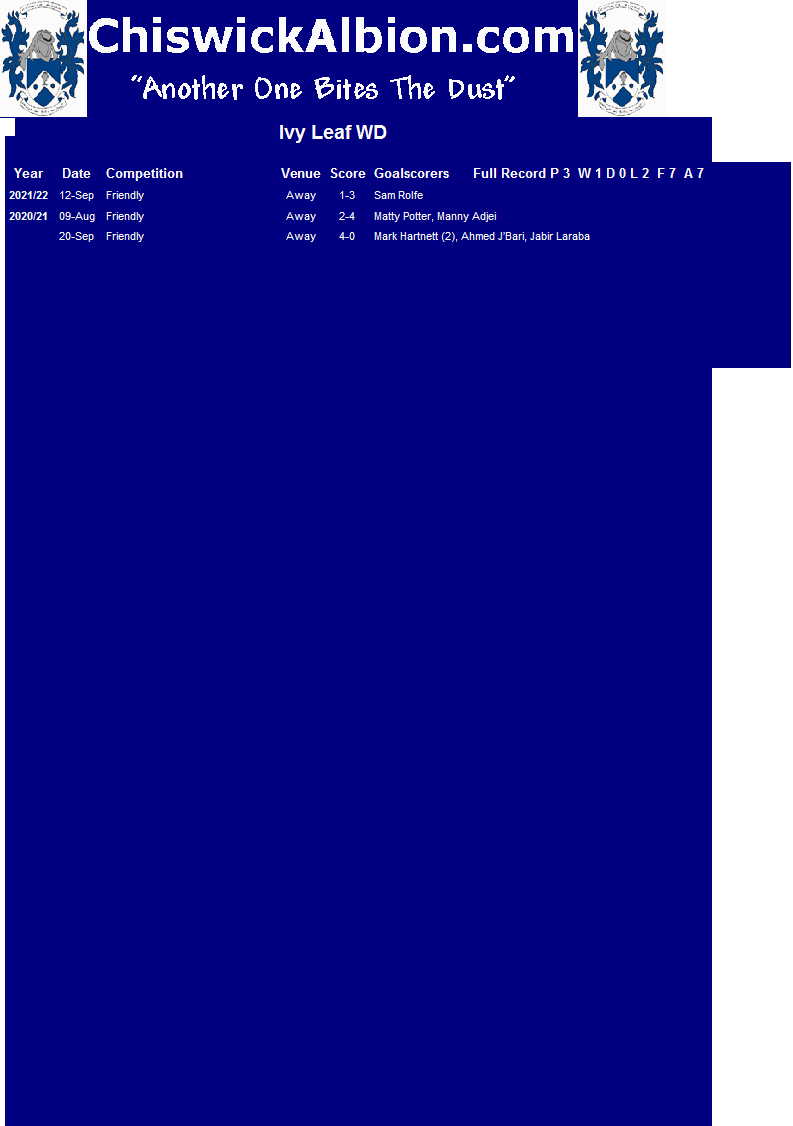 ChiswickAlbion.com
"Another One Bites The Dust"
Ivy Leaf WD
Year Date Competition Venue Score Goalscorers Full Record P 3 W 1 D 0 L 2 F 7 A 7
2021/22 12-Sep Friendly Away 1-3 Sam Rolfe
2020/21 09-Aug Friendly Away 2-4 Matty Potter, Manny Adjei
20-Sep Friendly Away 4-0 Mark Hartnett (2), Ahmed J'Bari, Jabir Laraba